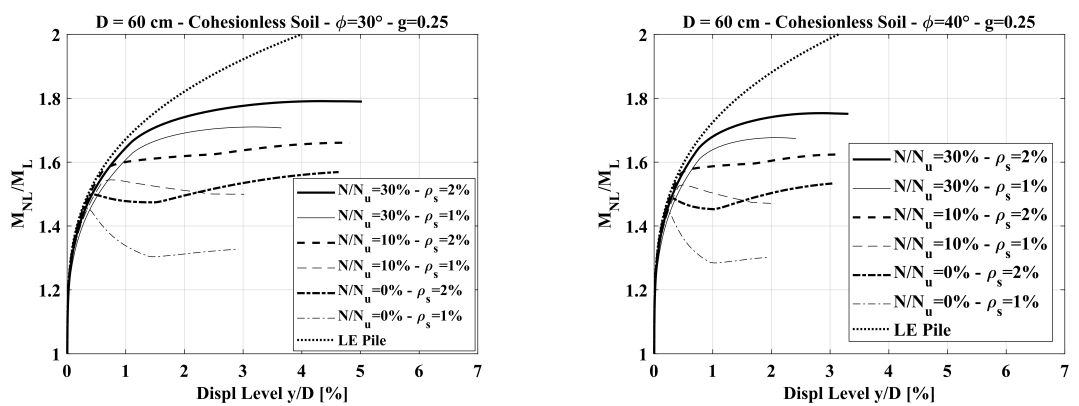 D = 60 cm - Cohesionless Soil - ϕ=30° - g=0.25
M_NL/M_L
2
1.8
1.6
1.4
1.2
1
0 1 2 3 4 5 6 7
Displ Level y/D [%]
N/N_u=30% - ρ_s=2%
N/N_u=30% - ρ_s=1%
N/N_u=10% - ρ_s=2%
N/N_u=10% - ρ_s=1%
N/N_u=0% - ρ_s=2%
N/N_u=0% - ρ_s=1%
LE Pile
D = 60 cm - Cohesionless Soil - ϕ=40° - g=0.25
M_NL/M_L
2
1.8
1.6
1.4
1.2
1
0 1 2 3 4 5 6 7
Displ Level y/D [%]
N/N_u=30% - ρ_s=2%
N/N_u=30% - ρ_s=1%
N/N_u=10% - ρ_s=2%
N/N_u=10% - ρ_s=1%
N/N_u=0% - ρ_s=2%
N/N_u=0% - ρ_s=1%
LE Pile